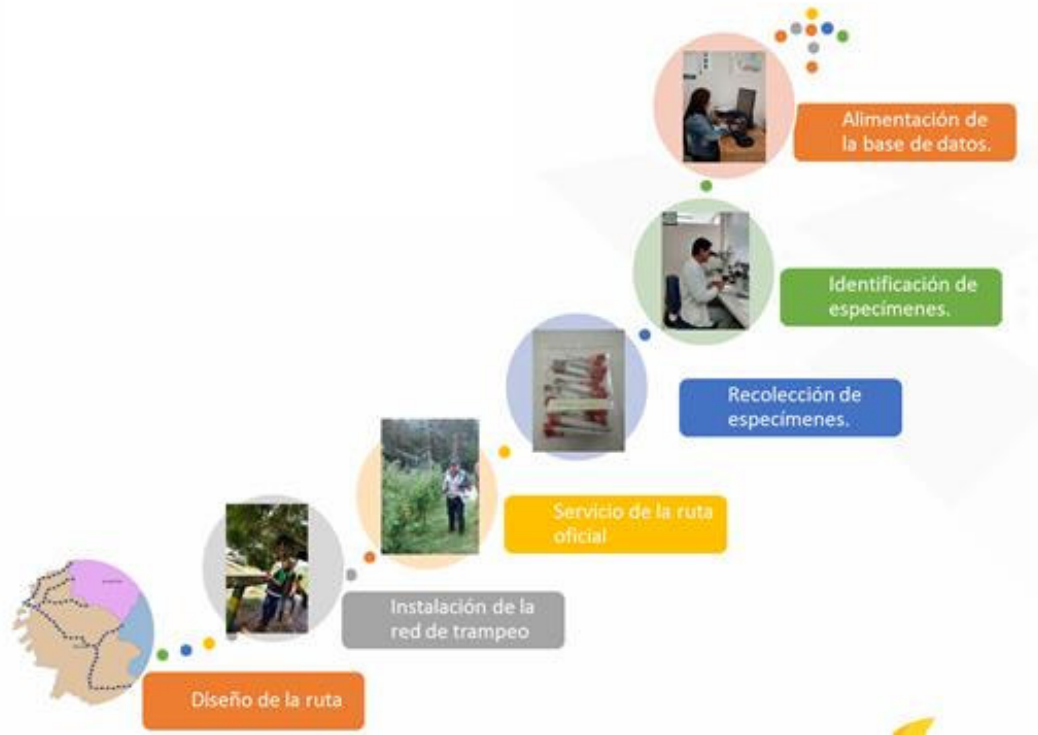 Alimentación de
la base de datos.
Identificación de
especímenes.
Recolección de
especímenes.
Servicio de la ruta
oficial
Instalación de la
red de trampeo
Diseño de la ruta